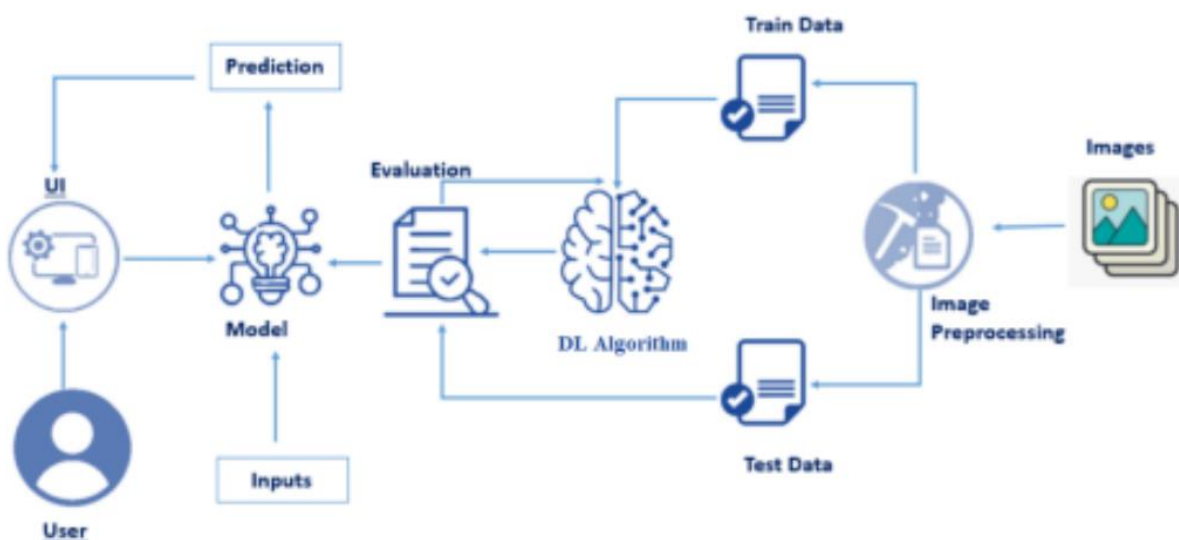 Train Data
Prediction
Images
Evaluation
UI
Image
Preprocessing
Model
DL Algorithm
Test Data
Inputs
User